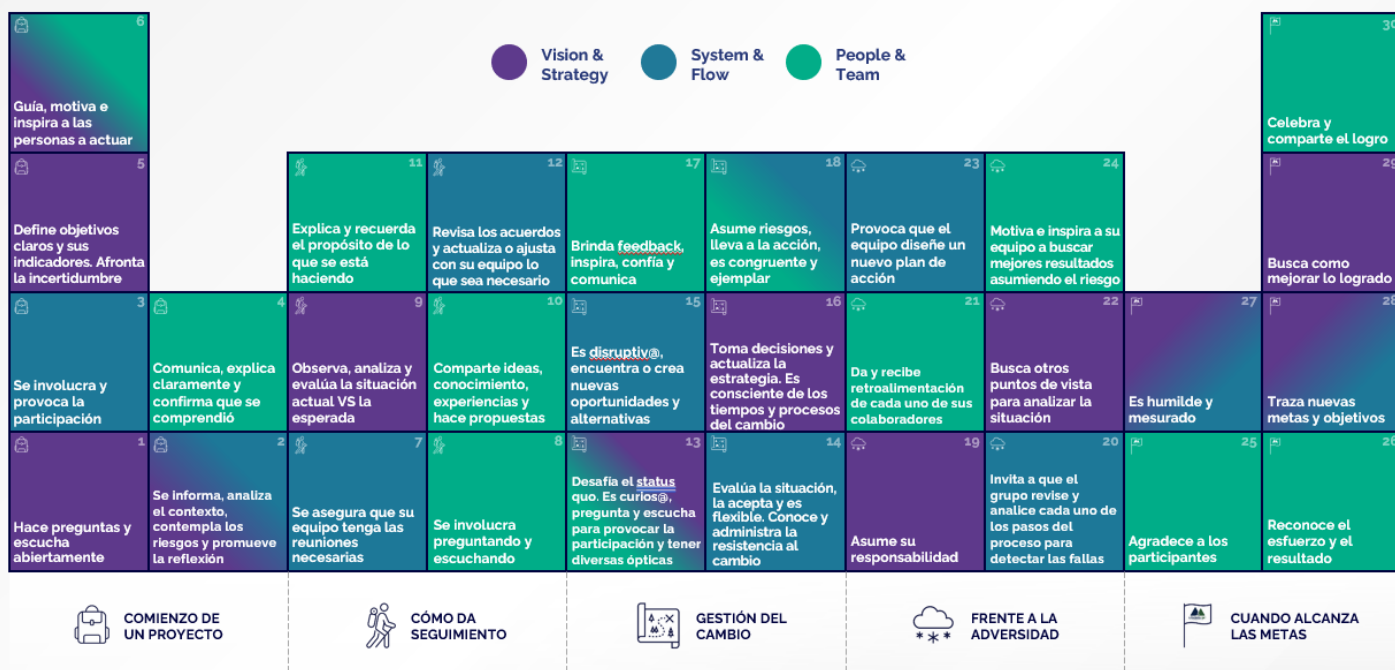 6
Guía, motiva e
inspira a las
personas a actuar
Vision &
Strategy
System &
Flow
People &
Team
30
Celebra y
comparte el logro
5
Define objetivos
claros y sus
indicadores. Afronta
la incertidumbre
11
Explica y recuerda
el propósito de lo
que se está
haciendo
12
Revisa los acuerdos
y actualiza o ajusta
con su equipo lo
que sea necesario
17
Brinda feedback,
inspira, confía y
comunica
18
Asume riesgos,
lleva a la acción,
es congruente y
ejemplar
23
Provoca que el
equipo diseñe un
nuevo plan de
acción
24
Motiva e inspira a su
equipo a buscar
mejores resultados
asumiendo el riesgo
29
Busca como
mejorar lo logrado
3
Se involucra y
provoca la
participación
4
Comunica, explica
claramente y
confirma que se
comprendió
9
Observa, analiza y
evalúa la situación
actual VS la
esperada
10
Comparte ideas,
conocimiento,
experiencias y
hace propuestas
15
Es disruptiv@,
encuentra o crea
nuevas
oportunidades y
alternativas
16
Toma decisiones y
actualiza la
estrategia. Es
consciente de los
tiempos y procesos
del cambio
21
Da y recibe
retroalimentación
de cada uno de sus
colaboradores
22
Busca otros
puntos de vista
para analizar la
situación
27
Es humilde y
mesurado
28
Traza nuevas
metas y objetivos
1
Hace preguntas y
escucha
abiertamente
2
Se informa, analiza
el contexto,
contempla los
riesgos y promueve
la reflexión
7
Se asegura que su
equipo tenga las
reuniones
necesarias
8
Se involucra
preguntando y
escuchando
13
Desafía el status
quo. Es curios@,
pregunta y escucha
para provocar la
participación y tener
diversas ópticas
14
Evalúa la situación,
la acepta y es
flexible. Conoce y
administra la
resistencia al
cambio
19
Asume su
responsabilidad
20
Invita a que el
grupo revise y
analice cada uno de
los pasos del
proceso para
detectar las fallas
25
Agradece a los
participantes
26
Reconoce el
esfuerzo y el
resultado
COMIENZO DE
UN PROYECTO
CÓMO DA
SEGUIMIENTO
GESTIÓN DEL
CAMBIO
FRENTE A LA
ADVERSIDAD
CUANDO ALCANZA
LAS METAS